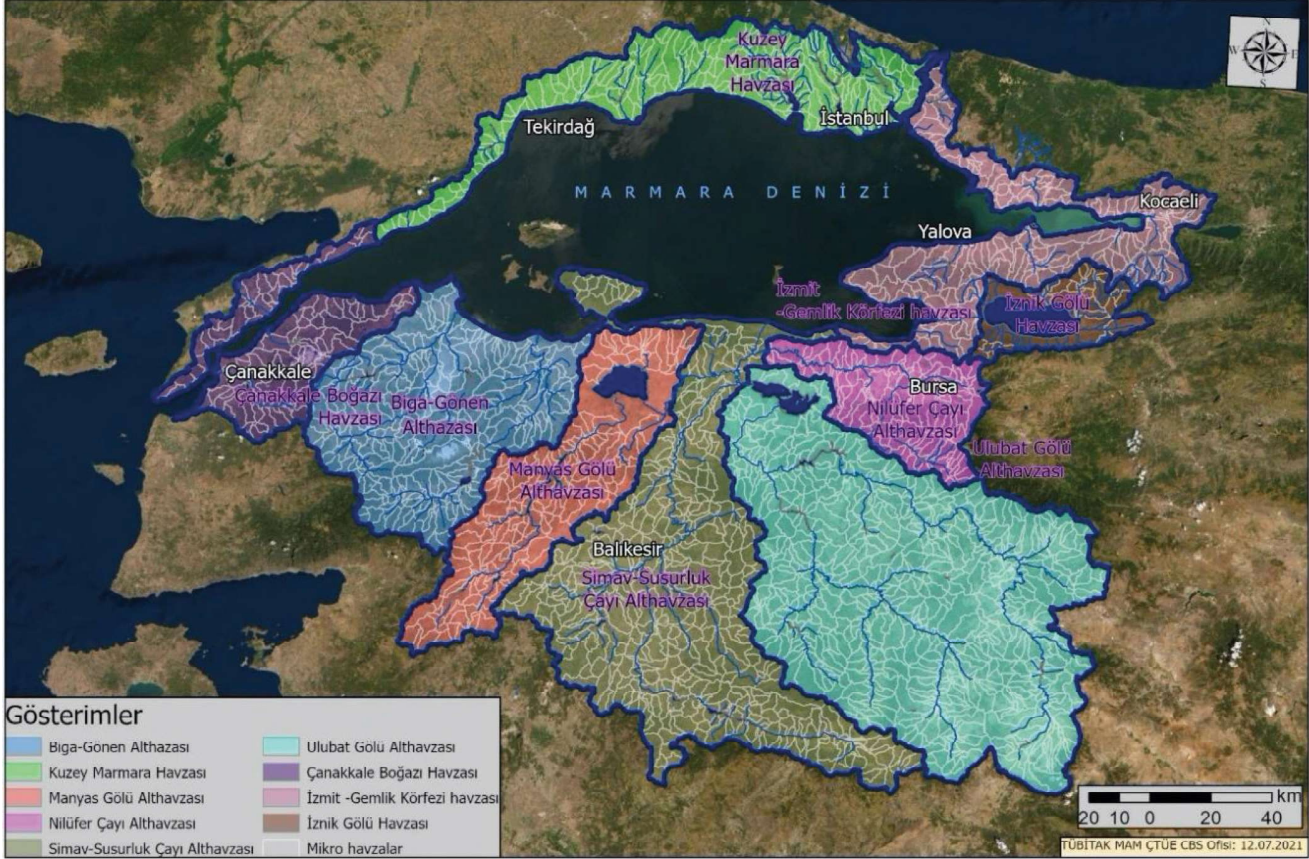 N
W E
S
Kuzey
Marmara
Havzası
İstanbul
Tekirdağ
MARMARA DENİZİ
Kocaeli
Yalova
İzmit
-Gemlik Körfezi havzası
İznik Gölü
Havzası
Çanakkale
Çanakkale Boğazı
Havzası
Biga-Gönen
Althazası
Bursa
Nilüfer Çayı
Althavzası
Ulubat Gölü
Althavzası
Manyas Gölü
Althavzası
Balıkesir
Simav-Susurluk
Çayı Althavzası
Gösterimler
Biga-Gönen Althazası
Kuzey Marmara Havzası
Manyas Gölü Althavzası
Nilüfer Çayı Althavzası
Simav-Susurluk Çayı Althavzası
Ulubat Gölü Althavzası
Çanakkale Boğazı Havzası
İzmit -Gemlik Körfezi havzası
İznik Gölü Havzası
Mikro havzalar
km
20 10 0 20 40
TÜBİTAK MAM ÇTÜE CBS Ofisi: 12.07.2021